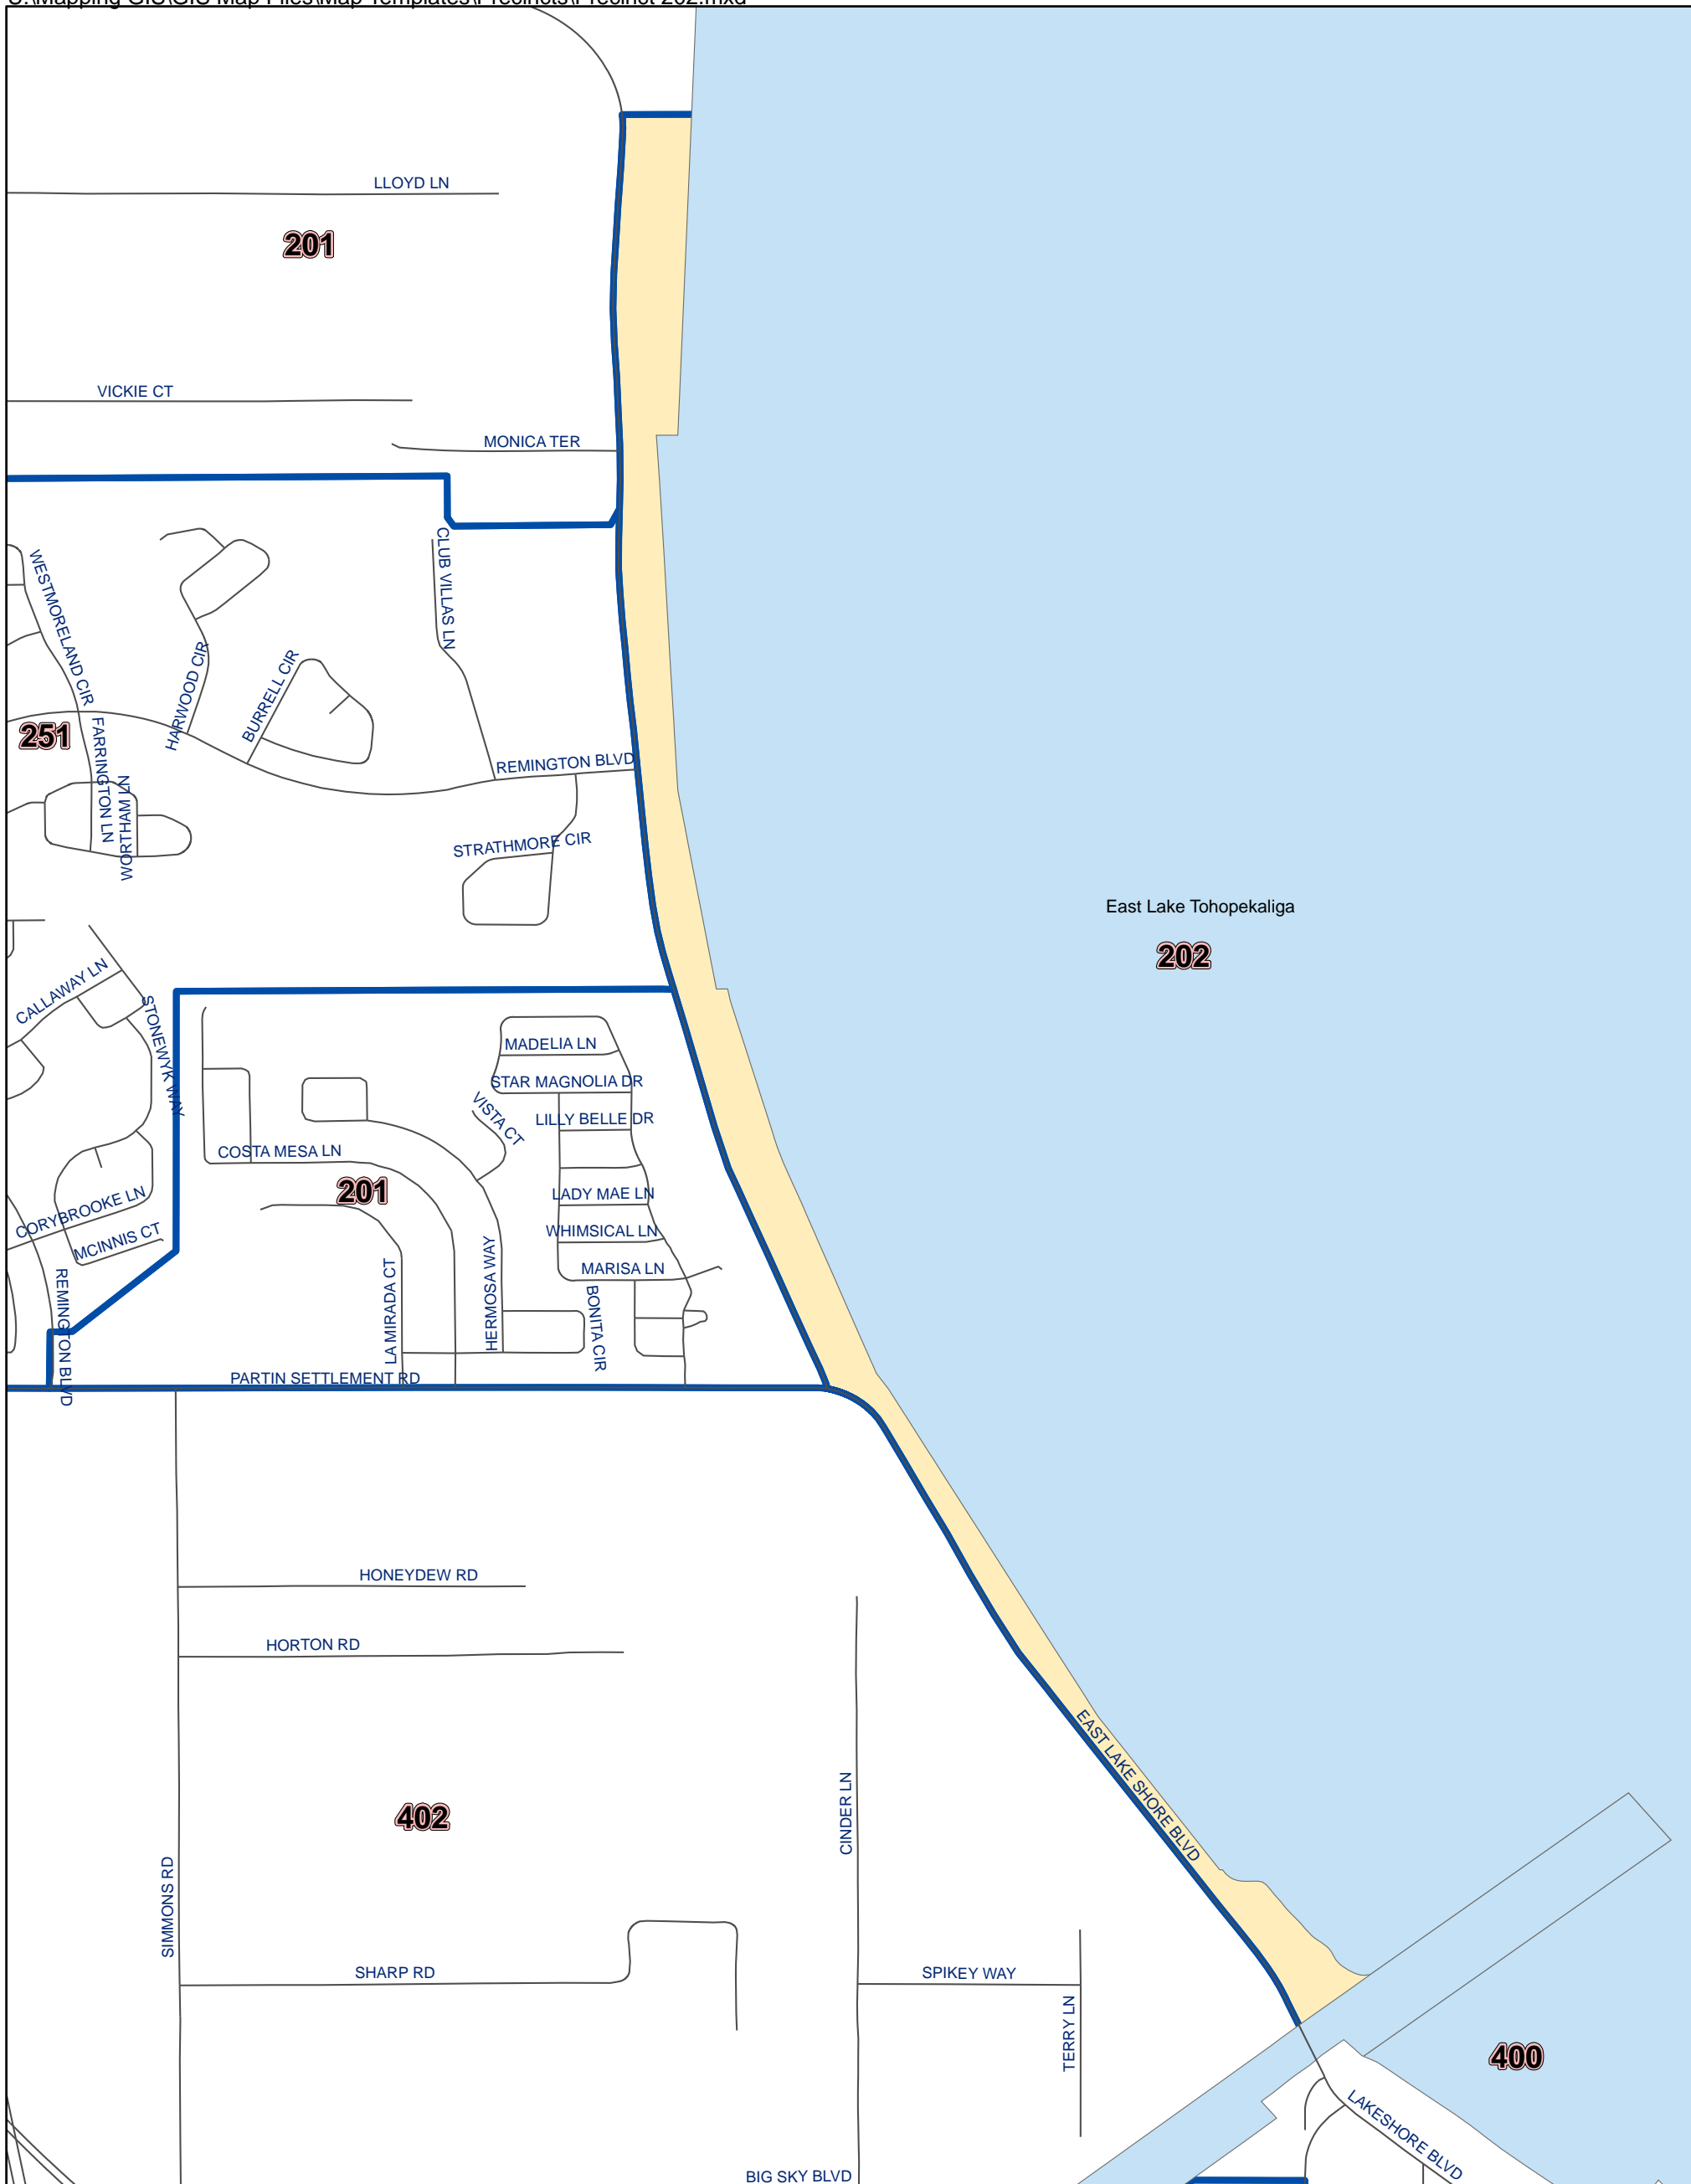 LLOYD LN
201
VICKIE CT
MONICA TER
CLUB VILLAS LN
WESTMORELAND CIR
HARWOOD CIR
BURRELL CIR
251
FARRINGTON LN
WORTHAM LN
REMINGTON BLVD
STRATHMORE CIR
East Lake Tohopekaliga
202
CALLAWAY LN
STONEWYK WAY
MADELIA LN
STAR MAGNOLIA DR
VISTA CT
LILLY BELLE DR
COSTA MESA LN
201
LADY MAE LN
CORYBROOKE LN
WHIMSICAL LN
MCINNIS CT
MARISA LN
REMINGTON BLVD
LA MIRADA CT
HERMOSA WAY
BONITA CIR
PARTIN SETTLEMENT RD
HONEYDEW RD
HORTON RD
EAST LAKE SHORE BLVD
CINDER LN
402
SIMMONS RD
SHARP RD
SPIKEY WAY
TERRY LN
400
LAKESHORE BLVD
BIG SKY BLVD